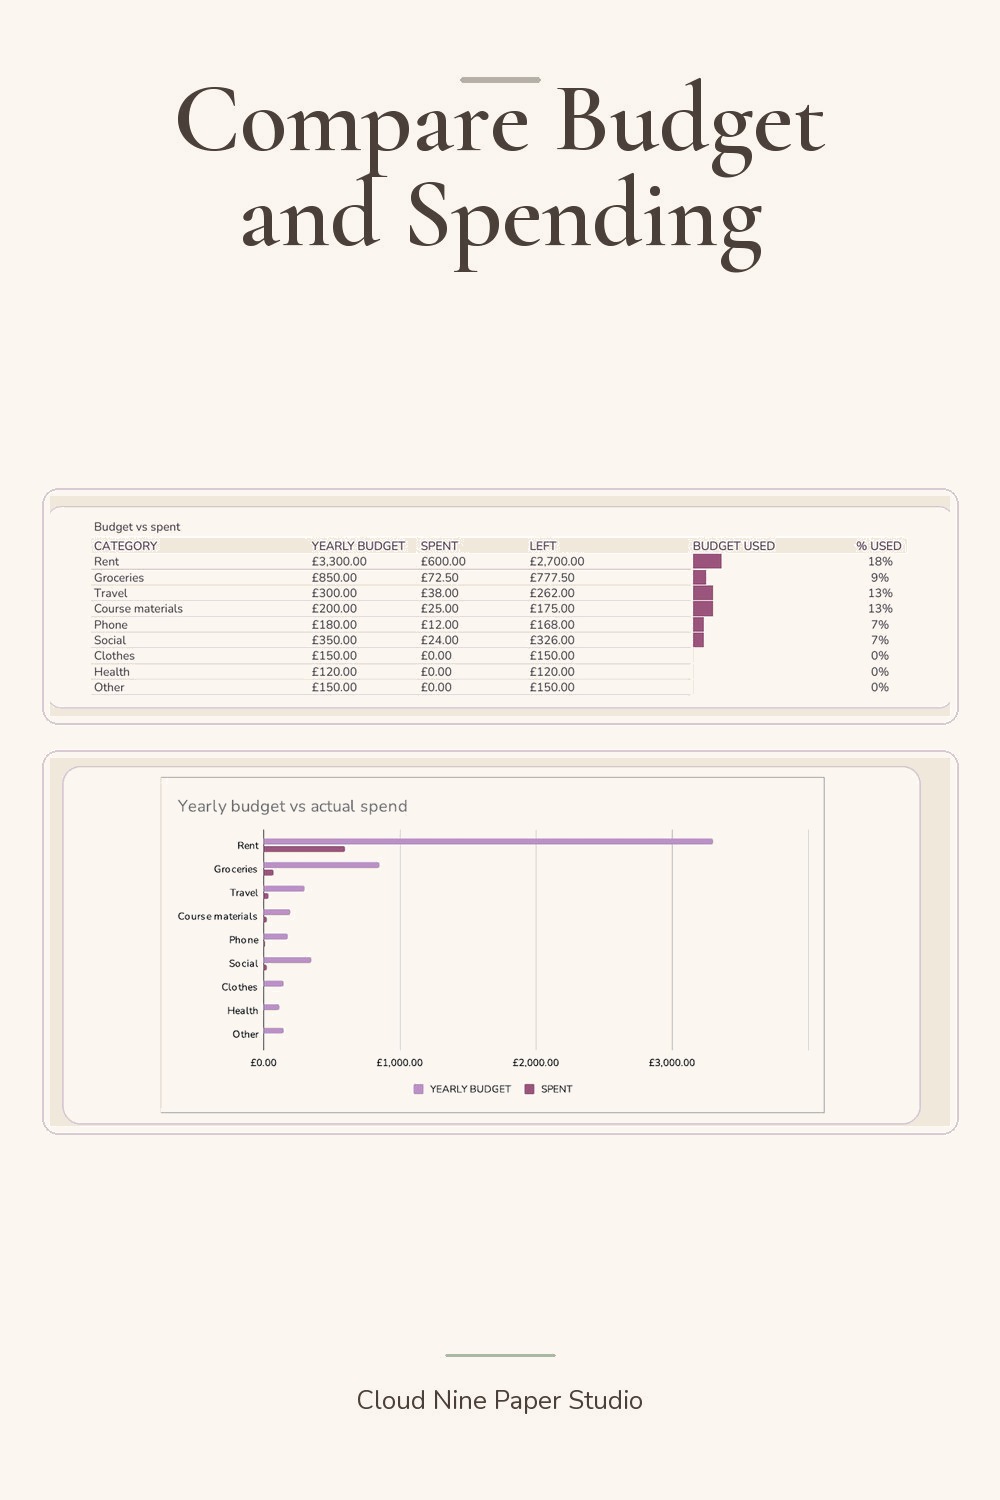 Compare Budget
and Spending
Budget vs spent
CATEGORY YEARLY BUDGET SPENT LEFT BUDGET USED % USED
Rent £3,300.00 £600.00 £2,700.00 18%
Groceries £850.00 £72.50 £777.50 9%
Travel £300.00 £38.00 £262.00 13%
Course materials £200.00 £25.00 £175.00 13%
Phone £180.00 £12.00 £168.00 7%
Social £350.00 £24.00 £326.00 7%
Clothes £150.00 £0.00 £150.00 0%
Health £120.00 £0.00 £120.00 0%
Other £150.00 £0.00 £150.00 0%
Yearly budget vs actual spend
Rent
Groceries
Travel
Course materials
Phone
Social
Clothes
Health
Other
£0.00 £1,000.00 £2,000.00 £3,000.00
YEARLY BUDGET SPENT
Cloud Nine Paper Studio